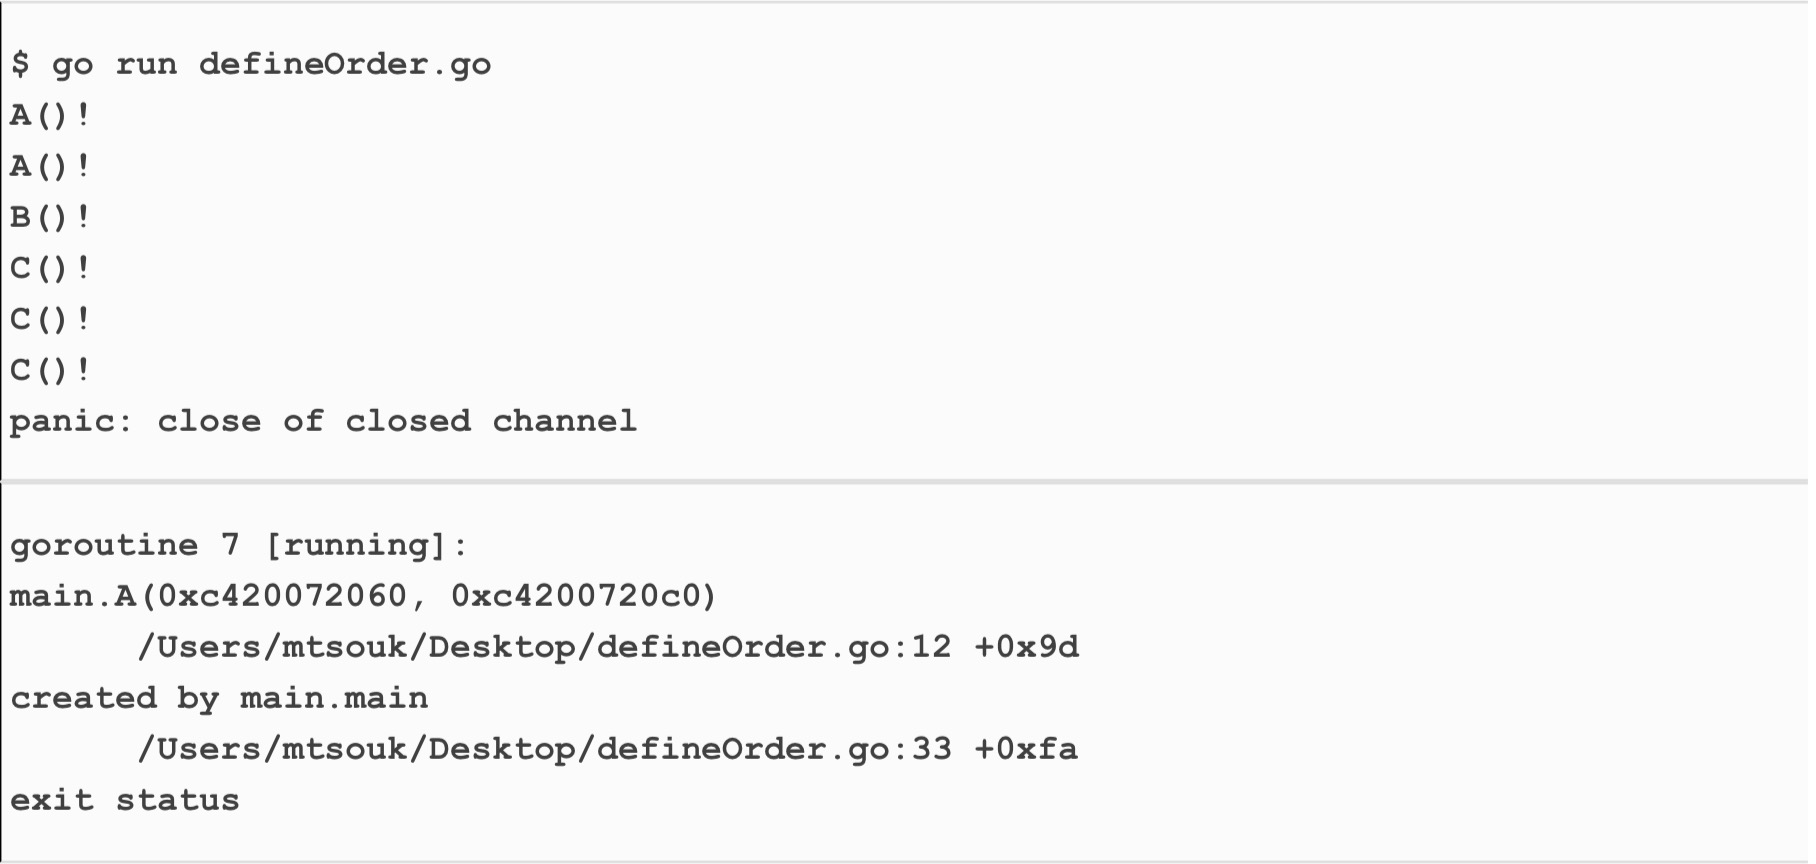 $ go run defineOrder.go
A()!
A()!
B()!
C()!
C()!
C()!
panic: close of closed channel
goroutine 7 [running]:
main.A(0xc420072060, 0xc4200720c0)
/Users/mtsouk/Desktop/defineOrder.go:12 +0x9d
created by main.main
/Users/mtsouk/Desktop/defineOrder.go:33 +0xfa
exit status